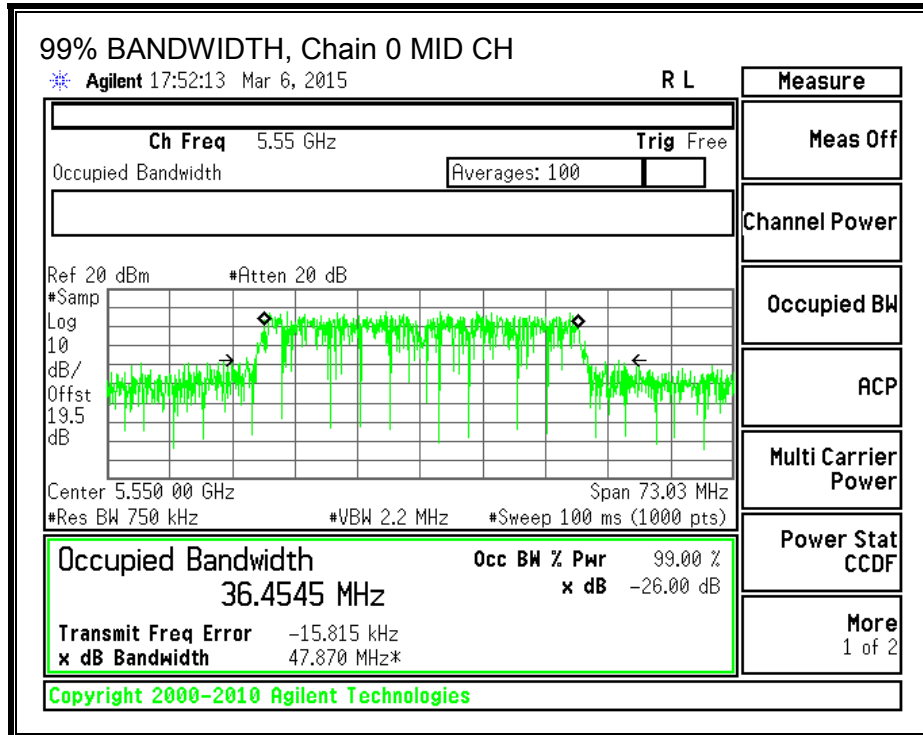 99% BANDWIDTH, Chain 0 MID CH
Agilent 17:52:13 Mar 6, 2015 R L
Ch Freq 5.55 GHz Trig Free
Occupied Bandwidth Averages: 100
Ref 20 dBm #Atten 20 dB
#Samp
Log
10
dB/
Offst
19.5
dB
Center 5.550 00 GHz Span 73.03 MHz
#Res BW 750 kHz #VBW 2.2 MHz #Sweep 100 ms (1000 pts)
Occupied Bandwidth Occ BW % Pwr 99.00 %
36.4545 MHz x dB -26.00 dB
Transmit Freq Error -15.815 kHz
x dB Bandwidth 47.870 MHz*
Copyright 2000-2010 Agilent Technologies
Measure
Meas Off
Channel Power
Occupied BW
ACP
Multi Carrier
Power
Power Stat
CCDF
More
1 of 2